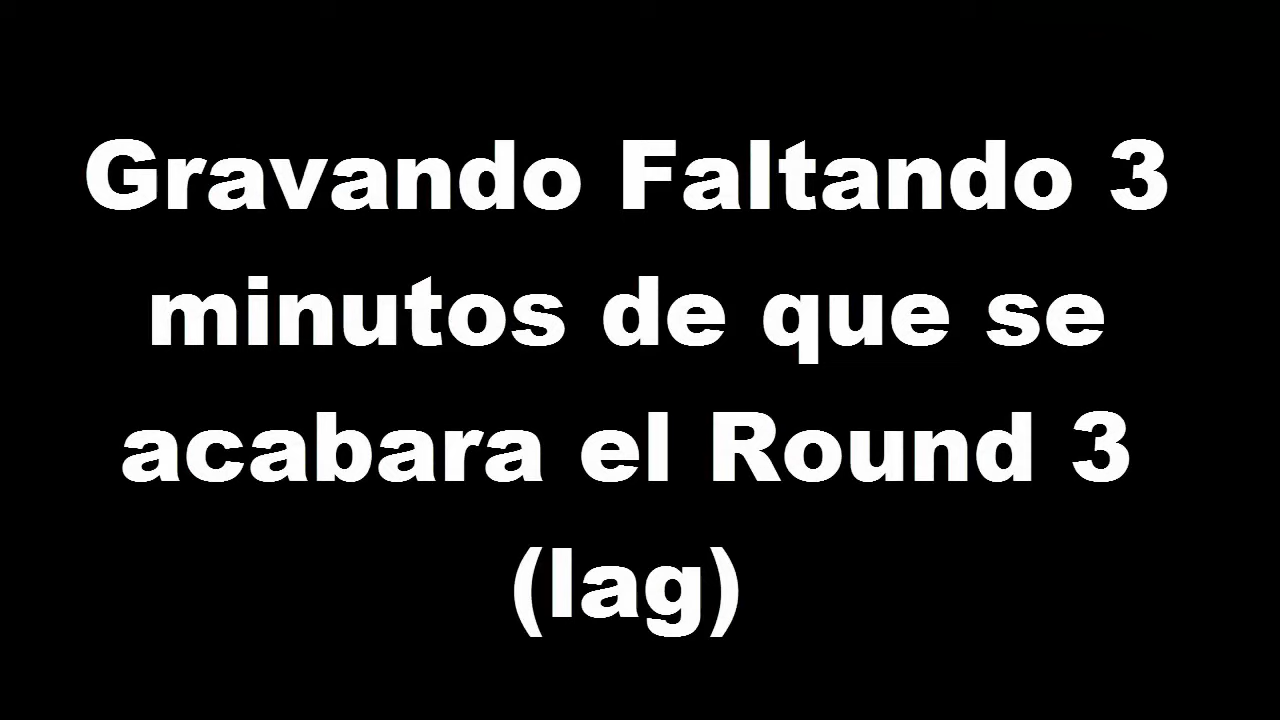 Gravando Faltando 3
minutos de que se
acabara el Round 3
(lag)